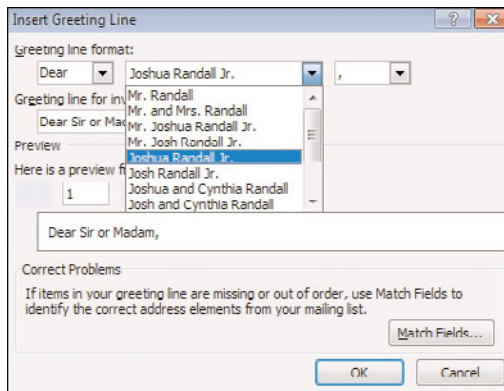 Insert Greeting Line
Greeting line format:
Dear Joshua Randall Jr. ,
Mr. Randall
Greeting line for inv
Mr. and Mrs. Randall
Dear Sir or Mad
Mr. Joshua Randall Jr.
Mr. Josh Randall Jr.
Preview
Joshua Randall Jr.
Here is a preview f
Josh Randall Jr.
1
Joshua and Cynthia Randall
Josh and Cynthia Randall
Dear Sir or Madam,
Correct Problems
If items in your greeting line are missing or out of order, use Match Fields to
identify the correct address elements from your mailing list.
Match Fields...
OK Cancel